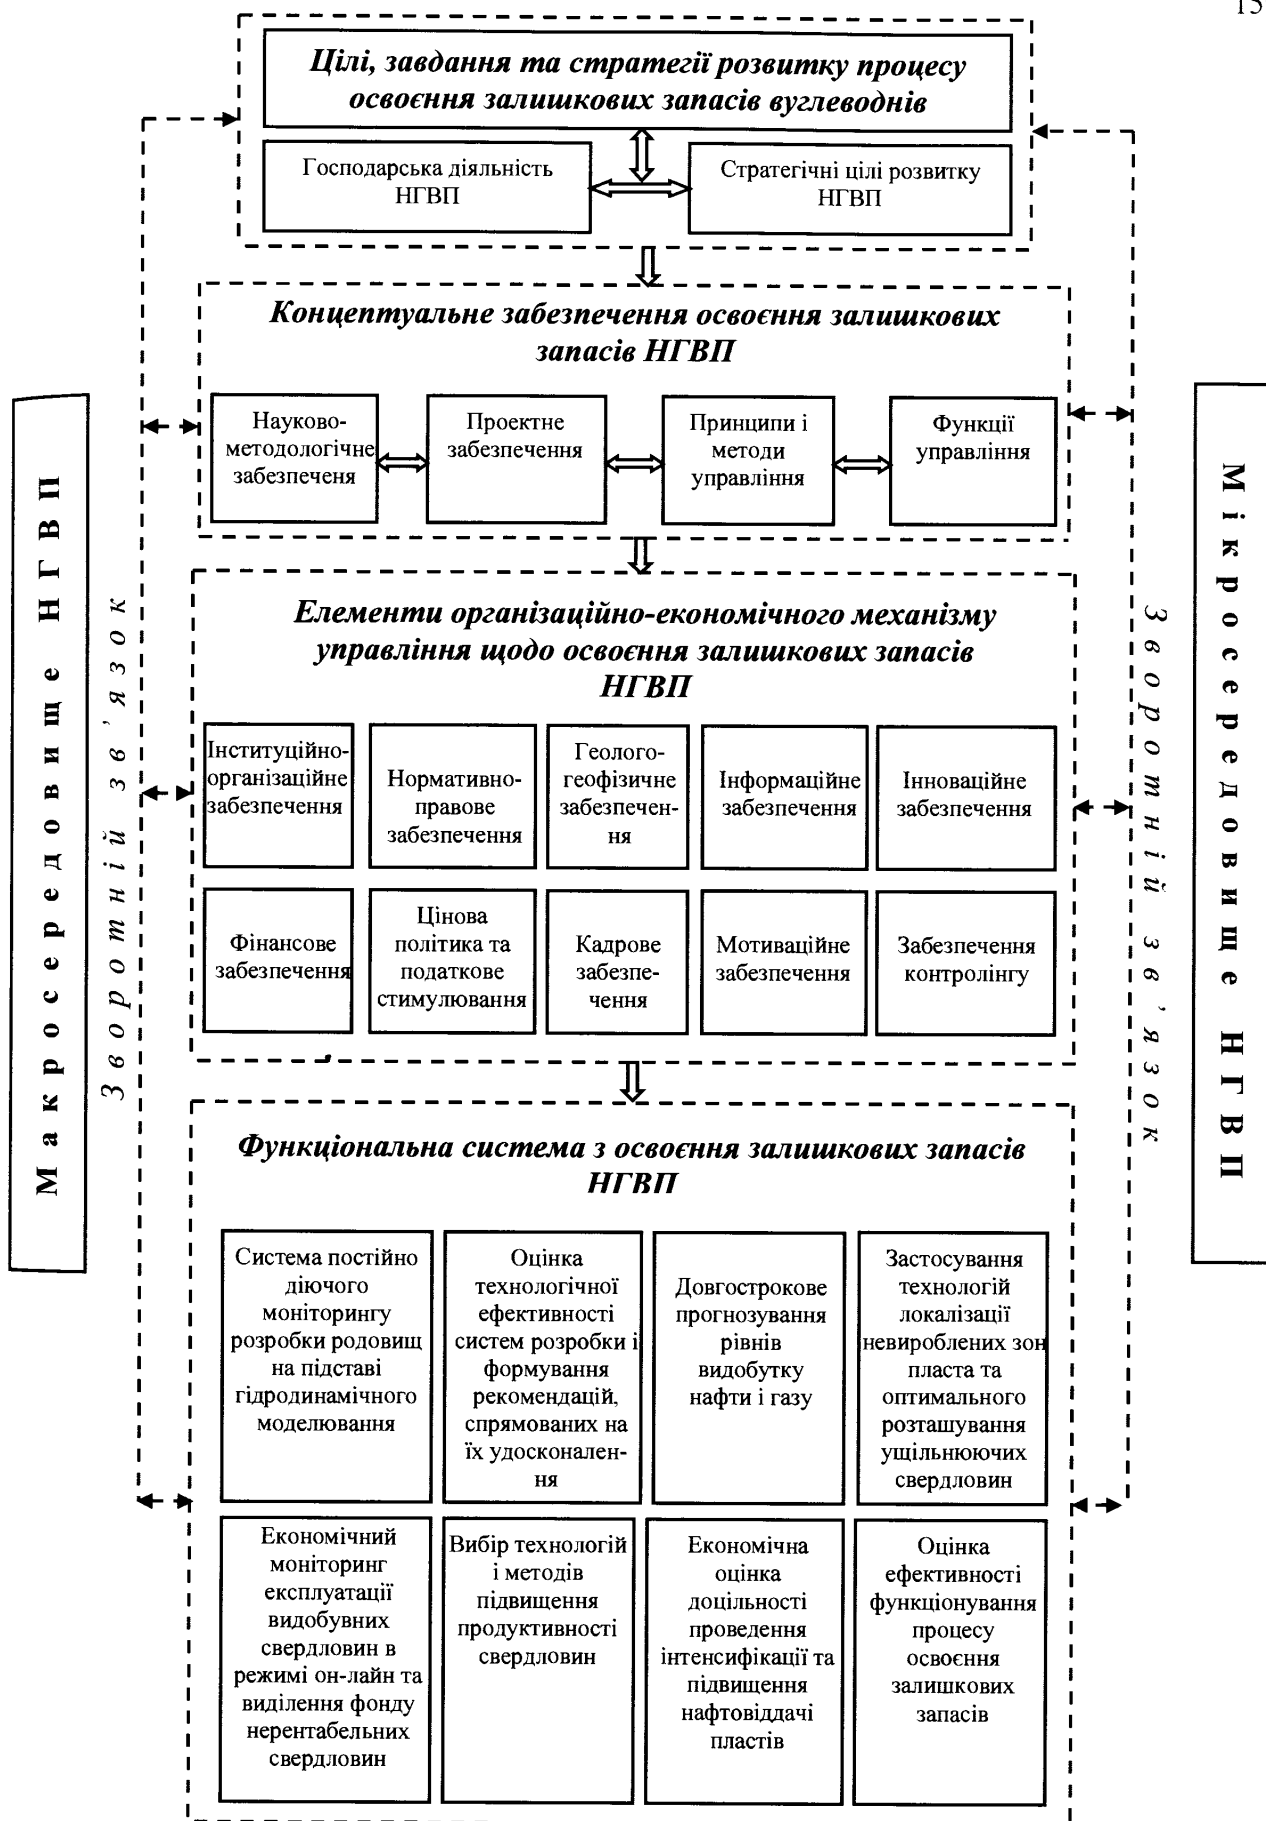 15
Цілі, завдання та стратегії розвитку процесу
освоєння залишкових запасів вуглеводнів
Господарська діяльність
НГВП
Стратегічні цілі розвитку
НГВП
Концептуальне забезпечення освоєння залишкових
запасів НГВП
Науково-
методологічне
забезпеченя
Проектне
забезпечення
Принципи і
методи
управління
Функції
управління
Макросередовище НГВП
Зворотній зв'язок
Елементи організаційно-економічного механізму
управління щодо освоєння залишкових запасів
НГВП
Інституційно-
організаційне
забезпечення
Нормативно-
правове
забезпечення
Геолого-
геофізичне
забезпечен-
ня
Інформаційне
забезпечення
Інноваційне
забезпечення
Фінансове
забезпечення
Цінова
політика та
податкове
стимулювання
Кадрове
забезпе-
чення
Мотиваційне
забезпечення
Забезпечення
контролінгу
Зворотній зв'язок
Мікросередовище НГВП
Функціональна система з освоєння залишкових запасів
НГВП
Система постійно
діючого
моніторингу
розробки родовищ
на підставі
гідродинамічного
моделювання
Оцінка
технологічної
ефективності
систем розробки і
формування
рекомендацій,
спрямованих на
їх удосконален-
ня
Довгострокове
прогнозування
рівнів
видобутку
нафти і газу
Застосування
технологій
локалізації
невироблених зон
пласта та
оптимального
розташування
ущільнюючих
свердловин
Економічний
моніторинг
експлуатації
видобувних
свердловин в
режимі он-лайн та
виділення фонду
нерентабельних
свердловин
Вибір технологій
і методів
підвищення
продуктивності
свердловин
Економічна
оцінка
доцільності
проведення
інтенсифікації та
підвищення
нафтовіддачі
пластів
Оцінка
ефективності
функціонування
процесу
освоєння
залишкових
запасів